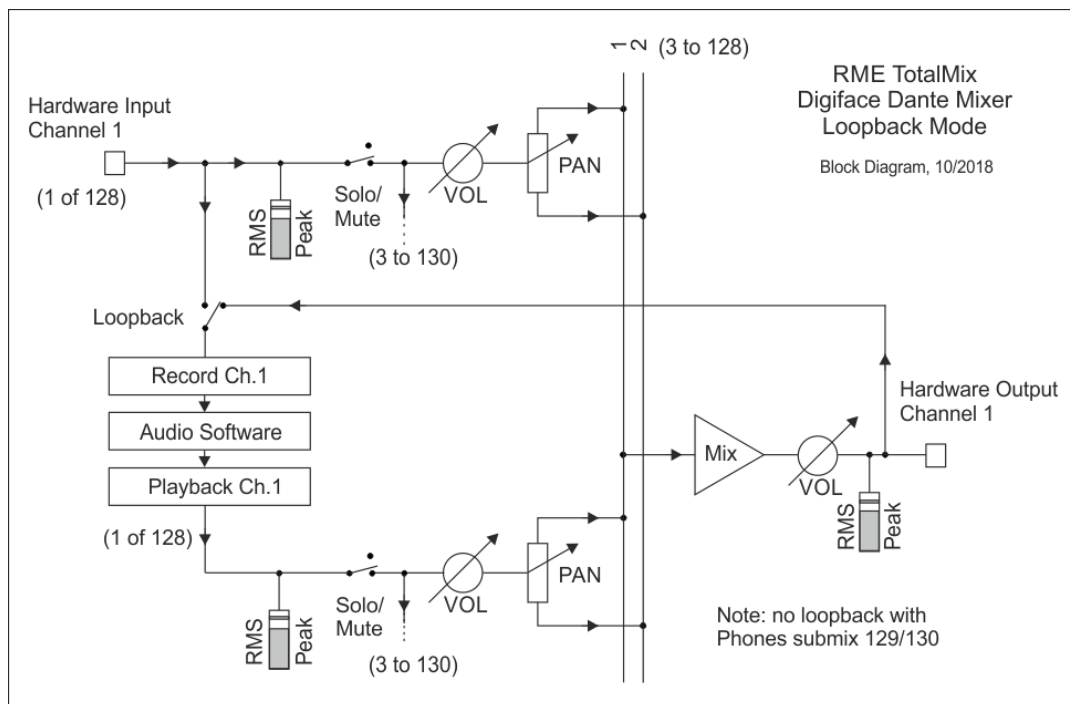 1
2
(3 to 128)
RME TotalMix
Digiface Dante Mixer
Loopback Mode
Block Diagram, 10/2018
Hardware Input
Channel 1
(1 of 128)
RMS
Peak
Solo/
Mute
(3 to 130)
VOL
PAN
Loopback
Record Ch.1
Audio Software
Playback Ch.1
(1 of 128)
Mix
VOL
RMS
Peak
Hardware Output
Channel 1
RMS
Peak
Solo/
Mute
(3 to 130)
VOL
PAN
Note: no loopback with
Phones submix 129/130